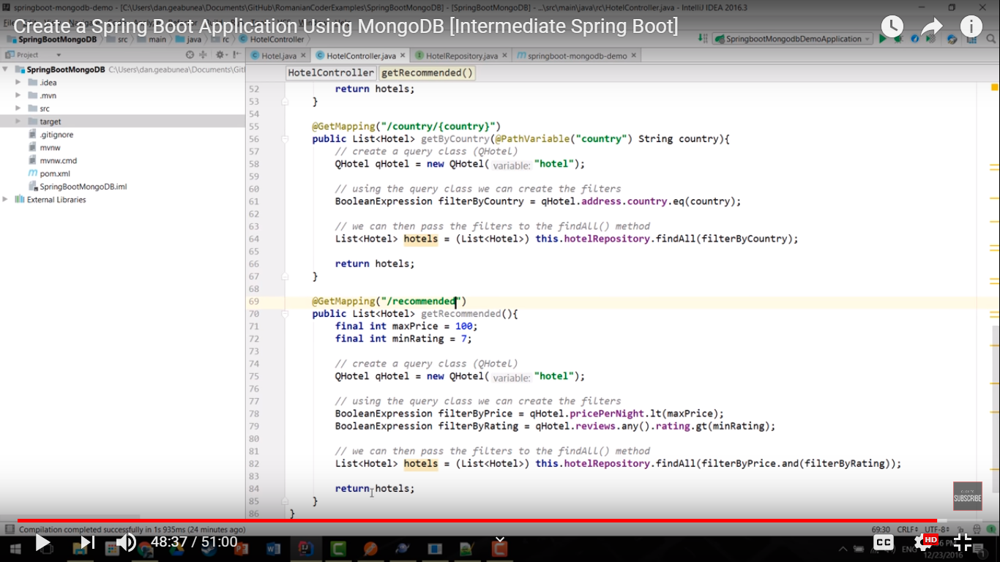 springboot-mongodb-demo - [C:\Users\dan.geabunea\Documents\GitHub\RomanianCoderExamples\SpringBootMongoDB] - [SpringBootMongoDB] - ...\src\main\java\rc\HotelController.java - IntelliJ IDEA 2016.3
Create a Spring Boot Application Using MongoDB [Intermediate Spring Boot]
SpringBootMongoDB src main java rc HotelController SpringbootMongodbDemoApplication
Project Hotel.java HotelController.java HotelRepository.java springboot-mongodb-demo
SpringBootMongoDB C:\Users\dan.geabunea\Documents\Git
.idea
.mvn
src
target
.gitignore
mvnw
mvnw.cmd
pom.xml
SpringBootMongoDB.iml
External Libraries
HotelController getRecommended()
52 return hotels;
53 }
54
55 @GetMapping("/country/{country}")
56 public List<Hotel> getByCountry(@PathVariable("country") String country){
57 // create a query class (QHotel)
58 QHotel qHotel = new QHotel( variable: "hotel");
59
60 // using the query class we can create the filters
61 BooleanExpression filterByCountry = qHotel.address.country.eq(country);
62
63 // we can then pass the filters to the findAll() method
64 List<Hotel> hotels = (List<Hotel>) this.hotelRepository.findAll(filterByCountry);
65
66 return hotels;
67 }
68
69 @GetMapping("/recommended")
70 public List<Hotel> getRecommended(){
71 final int maxPrice = 100;
72 final int minRating = 7;
73
74 // create a query class (QHotel)
75 QHotel qHotel = new QHotel( variable: "hotel");
76
77 // using the query class we can create the filters
78 BooleanExpression filterByPrice = qHotel.pricePerNight.lt(maxPrice);
79 BooleanExpression filterByRating = qHotel.reviews.any().rating.gt(minRating);
80
81 // we can then pass the filters to the findAll() method
82 List<Hotel> hotels = (List<Hotel>) this.hotelRepository.findAll(filterByPrice.and(filterByRating));
83
84 return hotels;
85 }
86 }
SUBSCRIBE
Compilation completed successfully in 1s 935ms (24 minutes ago) 69:30 CRLF UTF-8
48:37 / 51:00 CC HD
ENG PM
12/23/2016